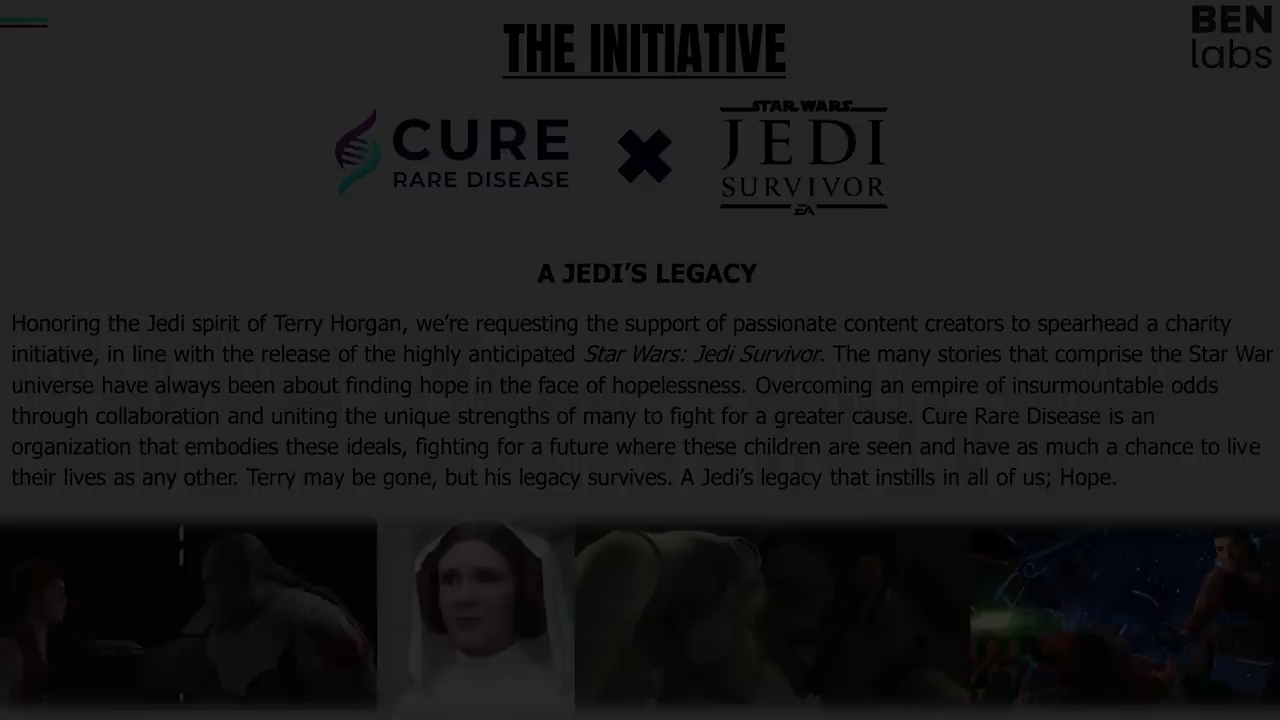 BEN
labs
THE INITIATIVE
CURE
RARE DISEASE
STAR WARS
JEDI
SURVIVOR
EA
A JEDI’S LEGACY
Honoring the Jedi spirit of Terry Horgan, we’re requesting the support of passionate content creators to spearhead a charity
initiative, in line with the release of the highly anticipated Star Wars: Jedi Survivor. The many stories that comprise the Star War
universe have always been about finding hope in the face of hopelessness. Overcoming an empire of insurmountable odds
through collaboration and uniting the unique strengths of many to fight for a greater cause. Cure Rare Disease is an
organization that embodies these ideals, fighting for a future where these children are seen and have as much a chance to live
their lives as any other. Terry may be gone, but his legacy survives. A Jedi’s legacy that instills in all of us; Hope.